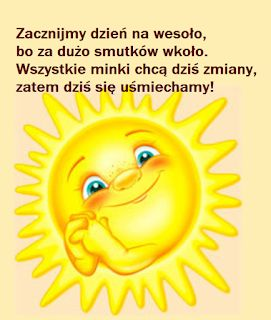 Zacznijmy dzień na wesoło,
bo za dużo smutków wkoło.
Wszystkie minki chcą dziś zmiany,
zatem dziś się uśmiechamy!